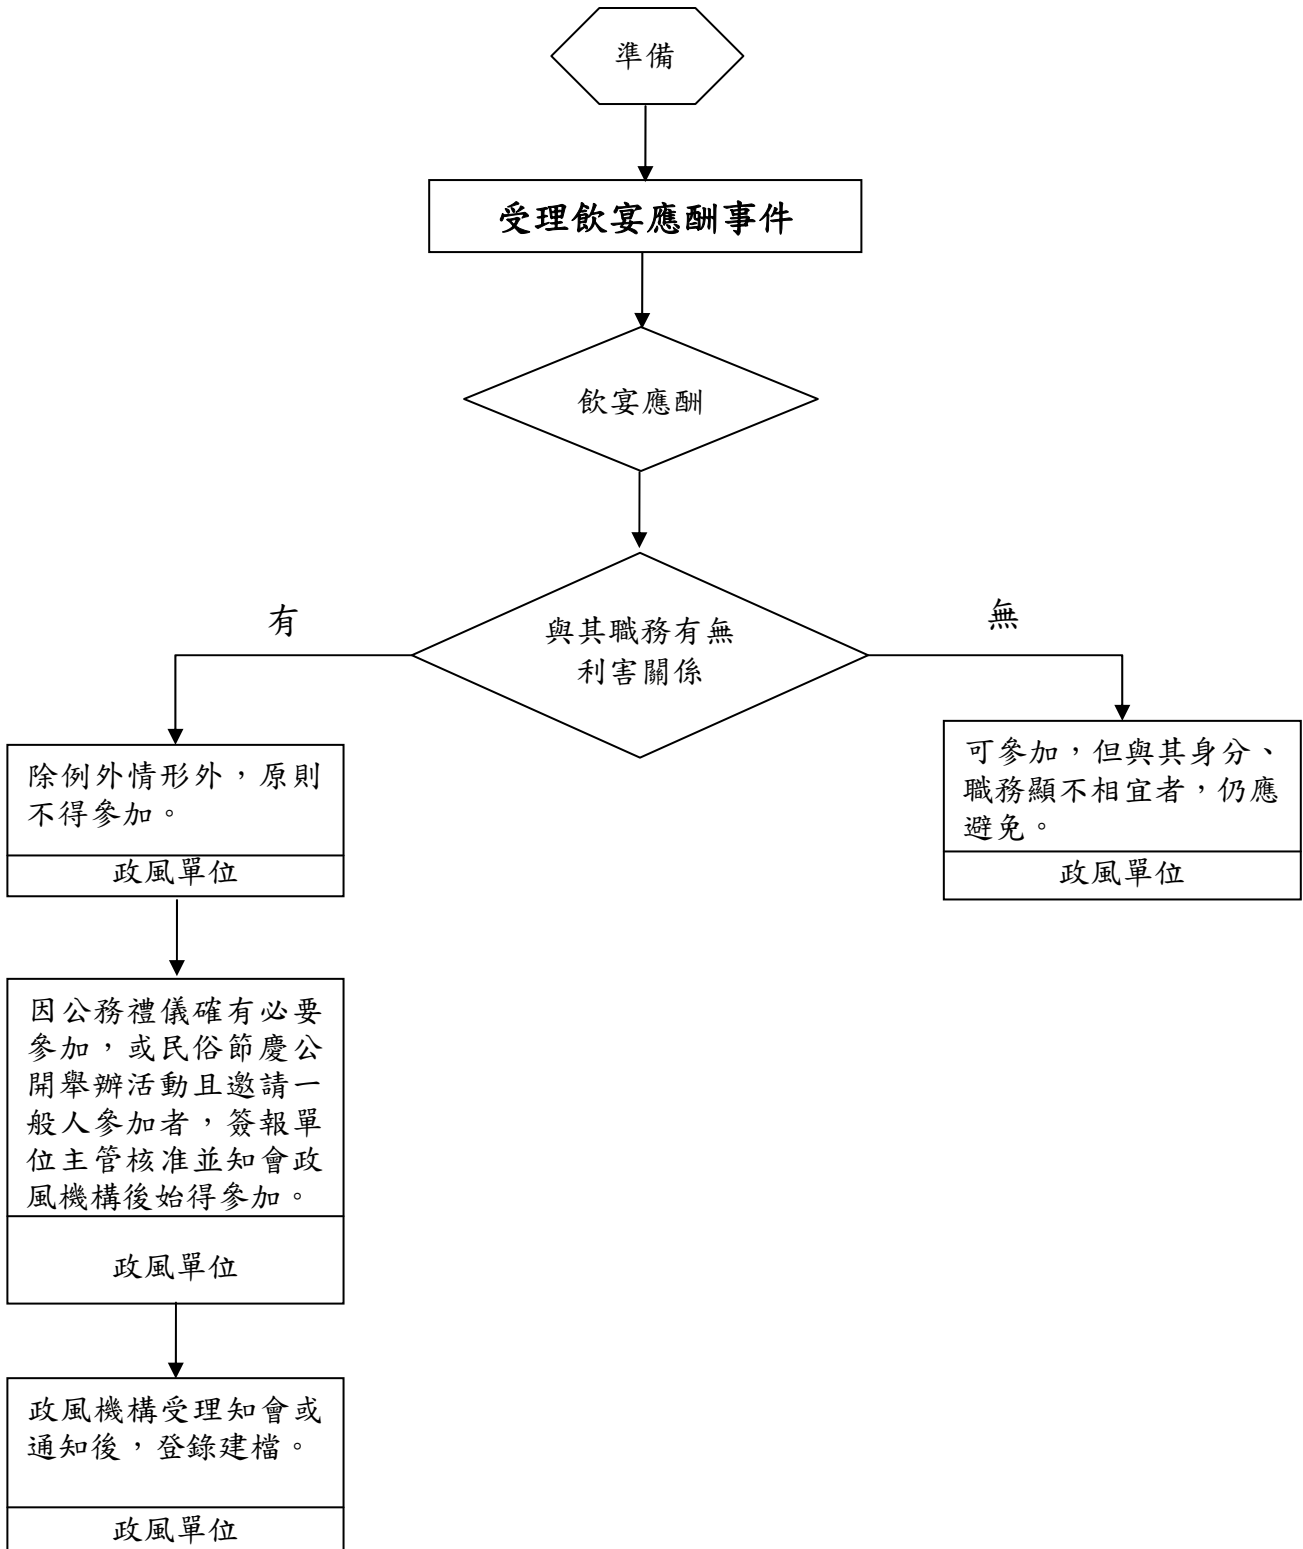 準備
受理飲宴應酬事件
飲宴應酬
與其職務有無
利害關係
有
無
除例外情形外，原則
不得參加。
政風單位
可參加，但與其身分、
職務顯不相宜者，仍應
避免。
政風單位
因公務禮儀確有必要
參加，或民俗節慶公
開舉辦活動且邀請一
般人參加者，簽報單
位主管核准並知會政
風機構後始得參加。
政風單位
政風機構受理知會或
通知後，登錄建檔。
政風單位